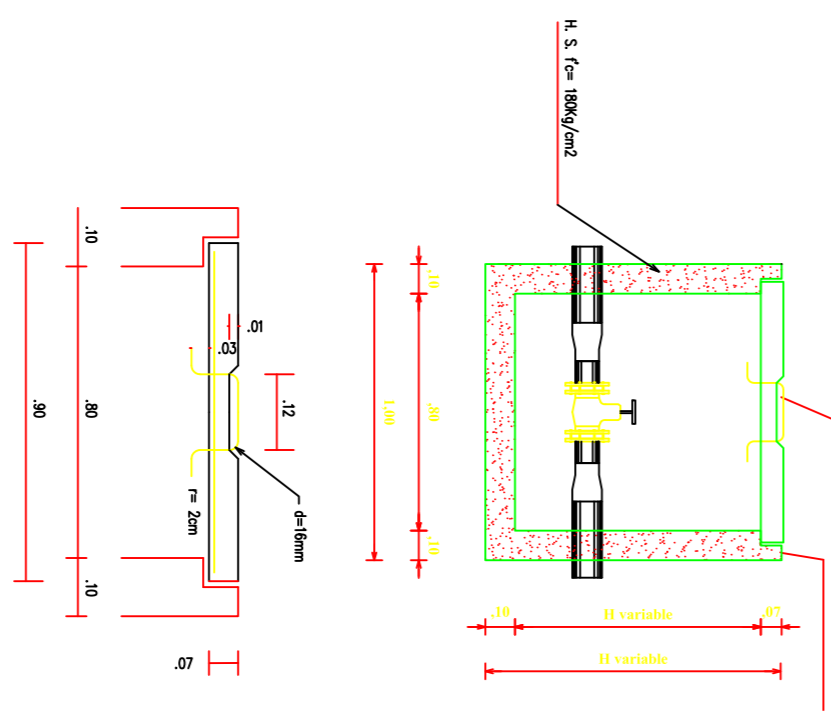 H. S. f'c= 180Kg/cm2
.10
.80
.10
.90
.01
.03
.12
r= 2cm
d=16mm
.07
,10
,80
1,00
,10
,10
H variable
,07
H variable